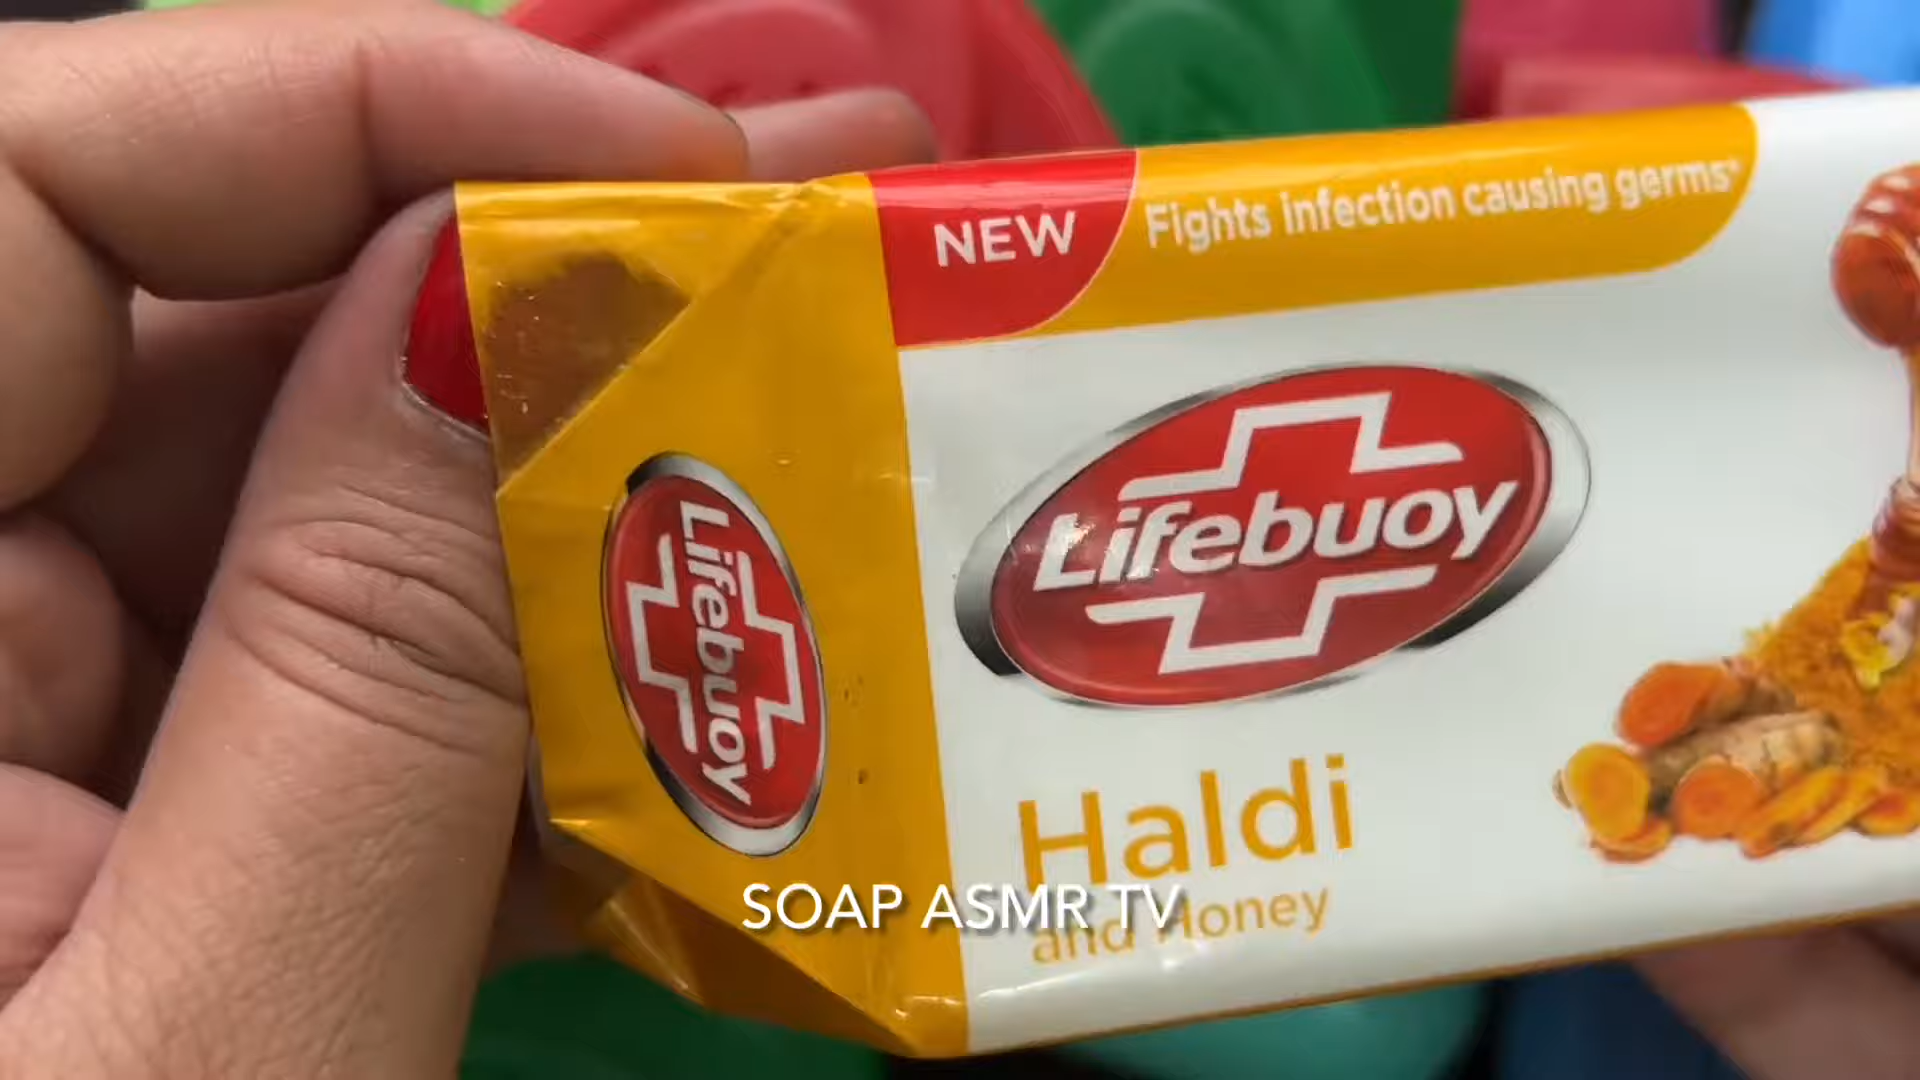 NEW
Fights infection causing germs*
Lifebuoy
Lifebuoy
Haldi
and Honey
SOAP ASMR TV